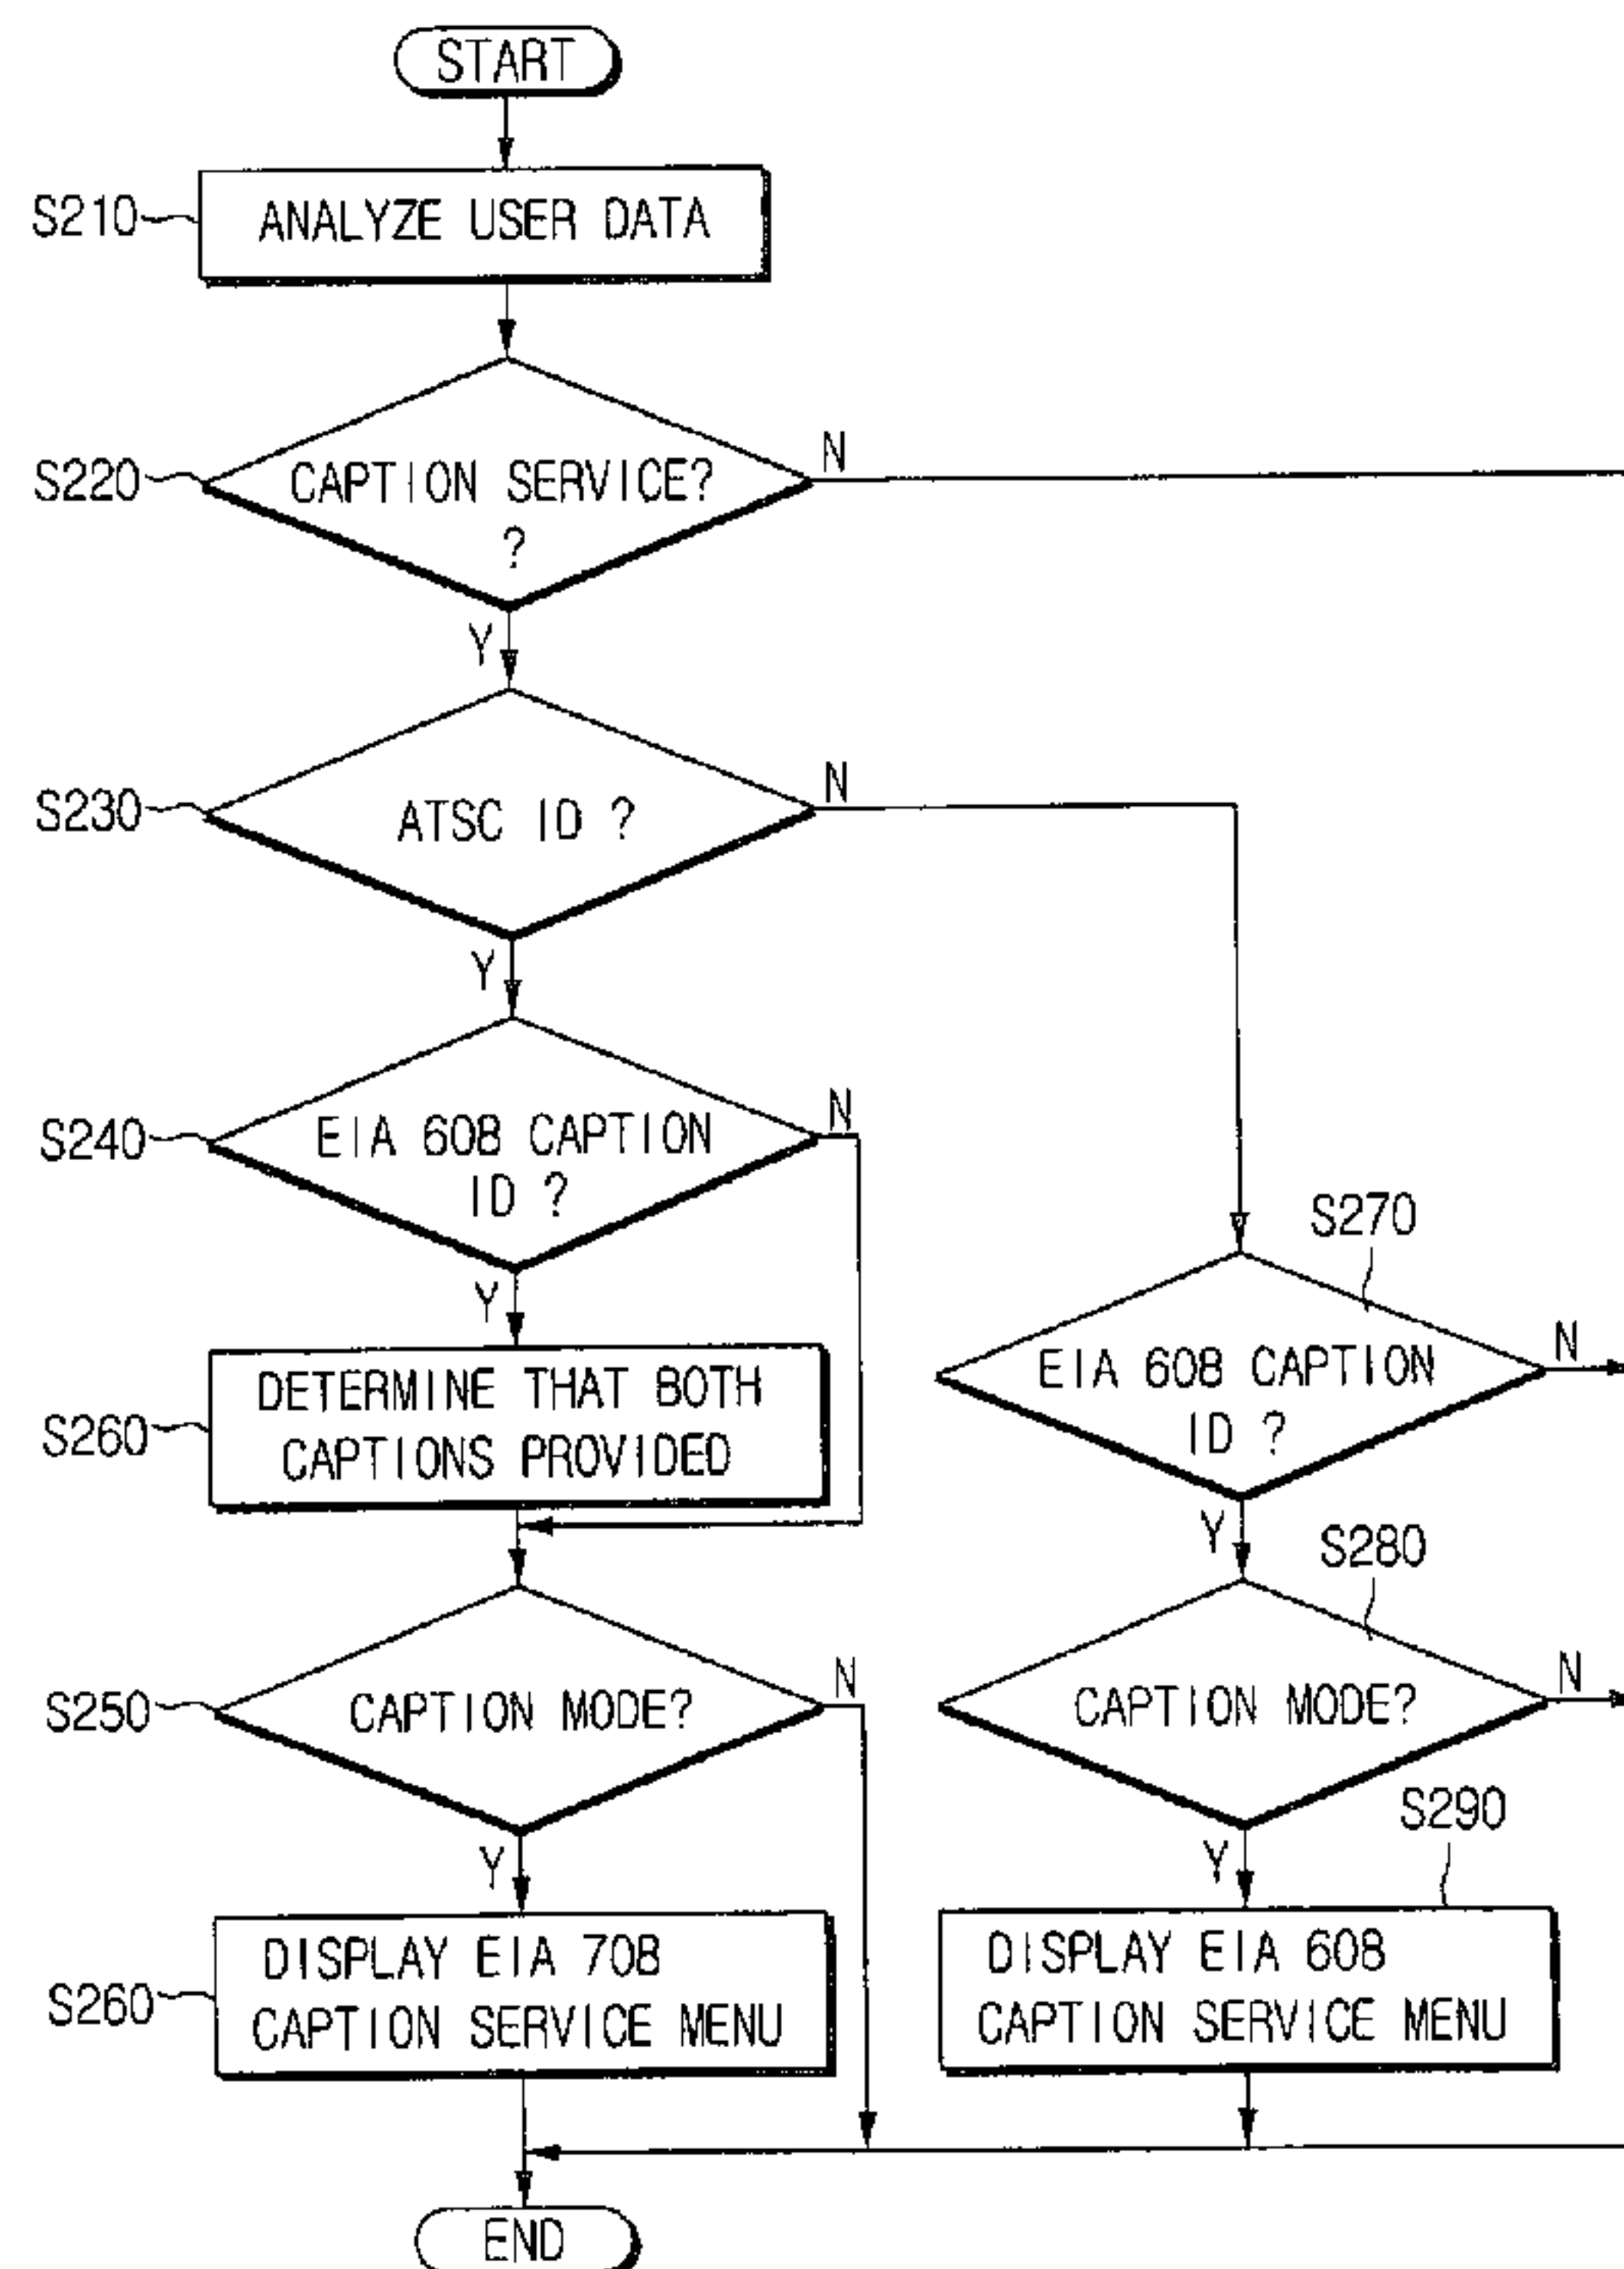 START
S210
ANALYZE USER DATA
S220
CAPTION SERVICE?
?
N
Y
S230
ATSC ID ?
N
Y
S240
EIA 608 CAPTION
ID ?
N
Y
S260
DETERMINE THAT BOTH
CAPTIONS PROVIDED
S270
EIA 608 CAPTION
ID ?
N
Y
S250
CAPTION MODE?
N
Y
S280
CAPTION MODE?
N
Y
S260
DISPLAY EIA 708
CAPTION SERVICE MENU
S290
DISPLAY EIA 608
CAPTION SERVICE MENU
END